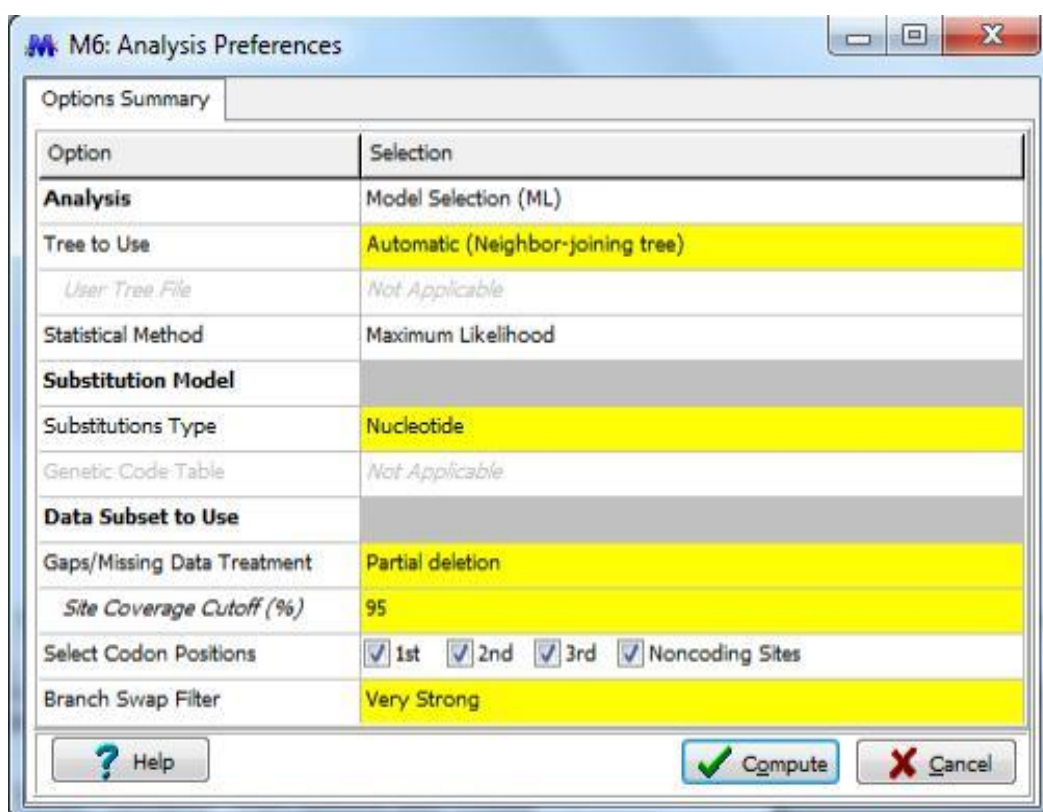 M6: Analysis Preferences
Options Summary
Option Selection
Analysis Model Selection (ML)
Tree to Use Automatic (Neighbor-joining tree)
User Tree File Not Applicable
Statistical Method Maximum Likelihood
Substitution Model
Substitutions Type Nucleotide
Genetic Code Table Not Applicable
Data Subset to Use
Gaps/Missing Data Treatment Partial deletion
Site Coverage Cutoff (%) 95
Select Codon Positions 1st 2nd 3rd Noncoding Sites
Branch Swap Filter Very Strong
Help Compute Cancel